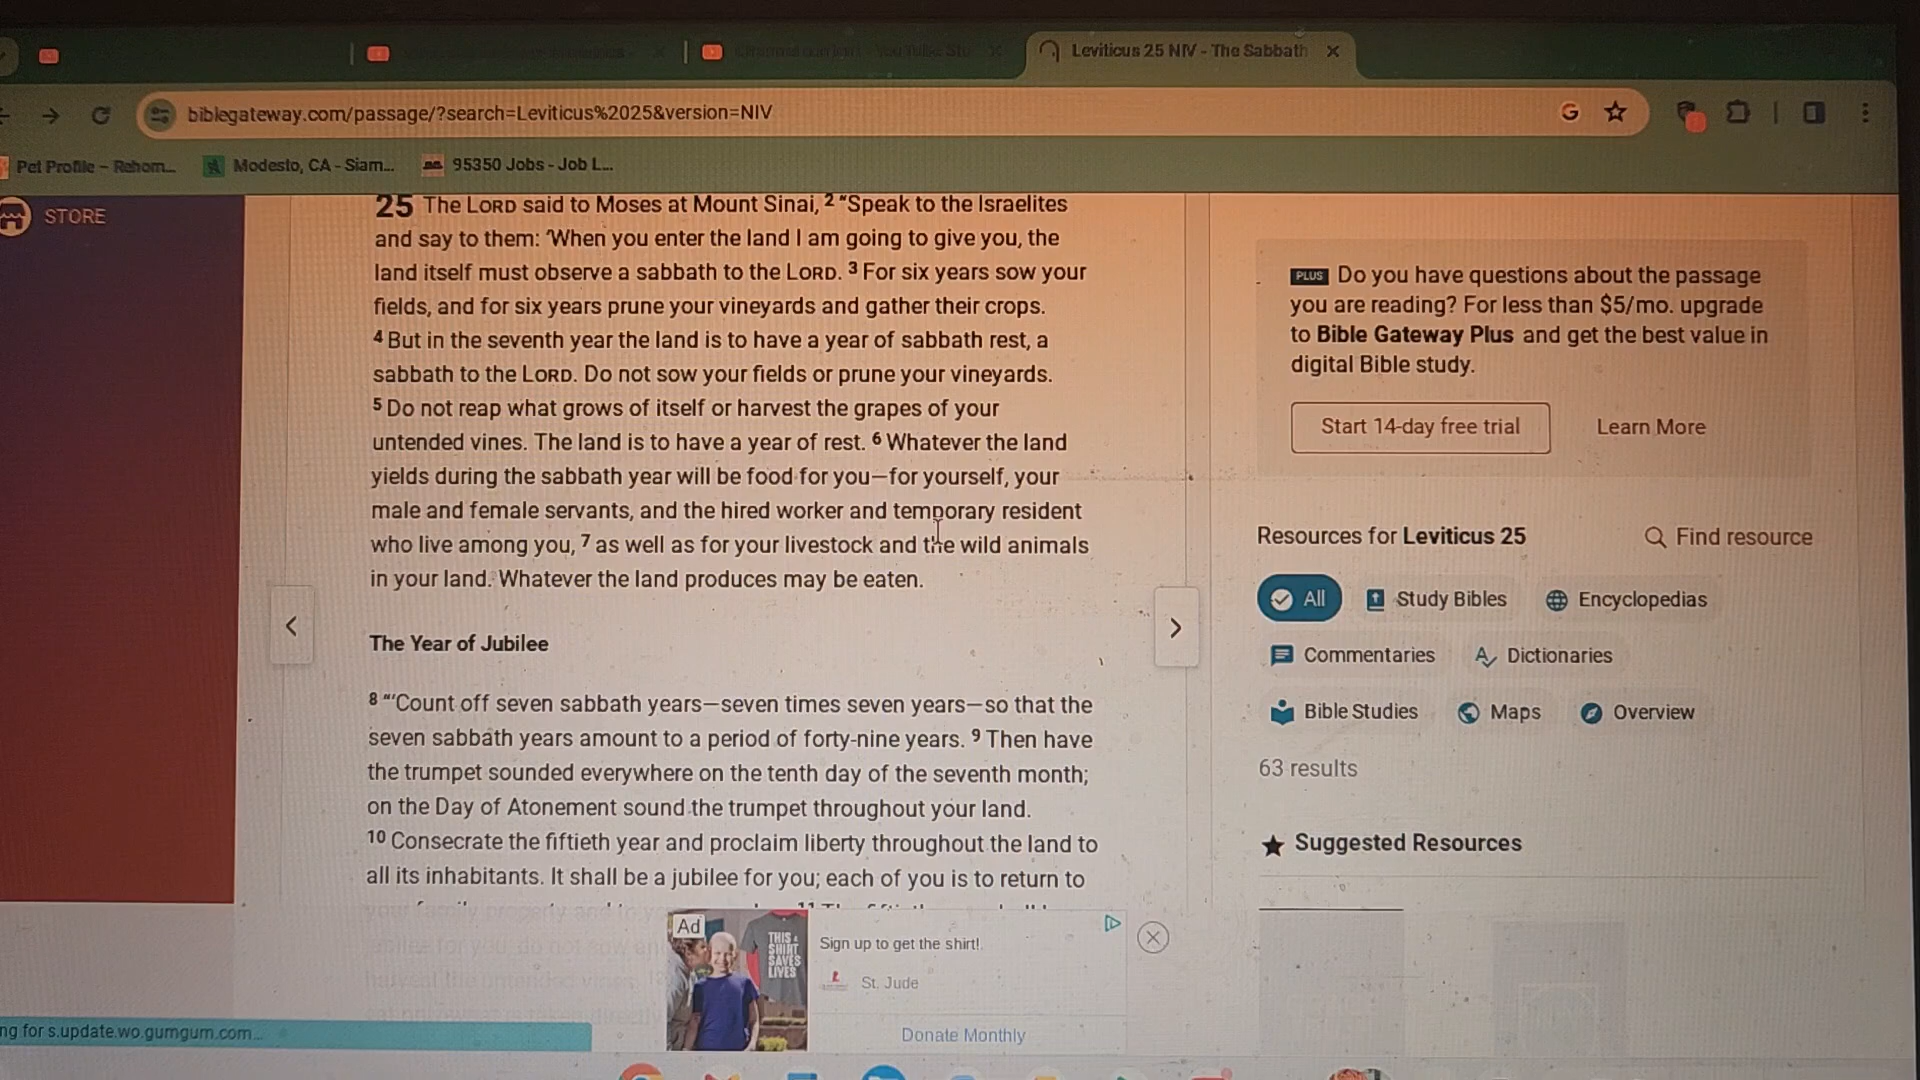 Leviticus 25 NIV - The Sabbath
biblegateway.com/passage/?search=Leviticus%2025&version=NIV
Pet Profile – Rehom...
Modesto, CA - Siam...
95350 Jobs - Job L...
STORE
25 The LORD said to Moses at Mount Sinai, 2 “Speak to the Israelites
and say to them: ‘When you enter the land I am going to give you, the
land itself must observe a sabbath to the LORD. 3 For six years sow your
fields, and for six years prune your vineyards and gather their crops.
4 But in the seventh year the land is to have a year of sabbath rest, a
sabbath to the LORD. Do not sow your fields or prune your vineyards.
5 Do not reap what grows of itself or harvest the grapes of your
untended vines. The land is to have a year of rest. 6 Whatever the land
yields during the sabbath year will be food for you—for yourself, your
male and female servants, and the hired worker and temporary resident
who live among you, 7 as well as for your livestock and the wild animals
in your land. Whatever the land produces may be eaten.
The Year of Jubilee
8 “‘Count off seven sabbath years—seven times seven years—so that the
seven sabbath years amount to a period of forty-nine years. 9 Then have
the trumpet sounded everywhere on the tenth day of the seventh month;
on the Day of Atonement sound the trumpet throughout your land.
10 Consecrate the fiftieth year and proclaim liberty throughout the land to
all its inhabitants. It shall be a jubilee for you; each of you is to return to
PLUS Do you have questions about the passage
you are reading? For less than $5/mo. upgrade
to Bible Gateway Plus and get the best value in
digital Bible study.
Start 14-day free trial
Learn More
Resources for Leviticus 25
Find resource
All
Study Bibles
Encyclopedias
Commentaries
Dictionaries
Bible Studies
Maps
Overview
63 results
Suggested Resources
Ad
THIS
SHIRT
SAVES
LIVES
Sign up to get the shirt!
St. Jude
Donate Monthly
ng for s.update.wo.gumgum.com...